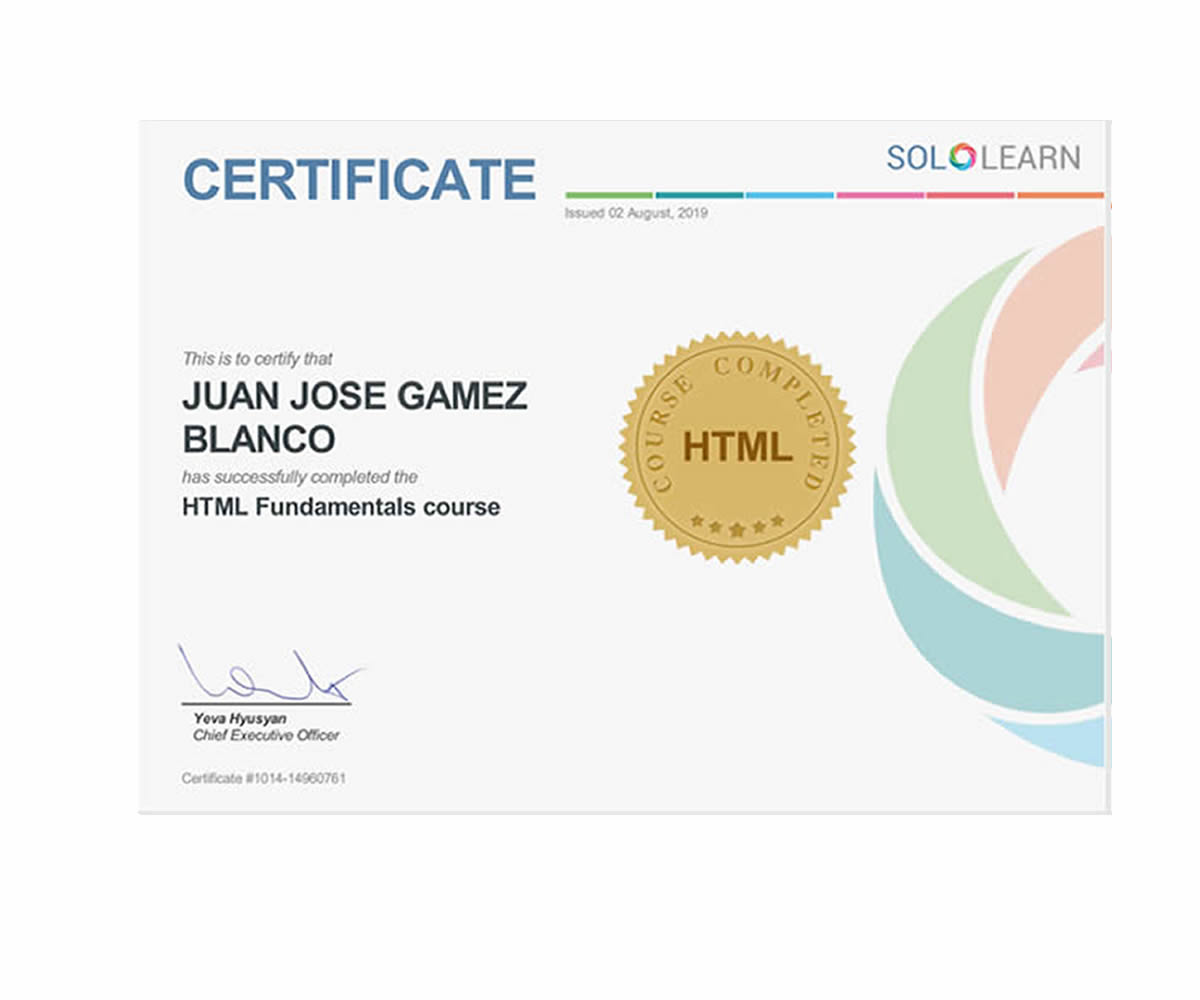 CERTIFICATE
SOLOLEARN
Issued 02 August, 2019
This is to certify that
JUAN JOSE GAMEZ
BLANCO
has successfully completed the
HTML Fundamentals course
COURSE COMPLETED
HTML
Yeva Hyusyan
Chief Executive Officer
Certificate #1014-14960761